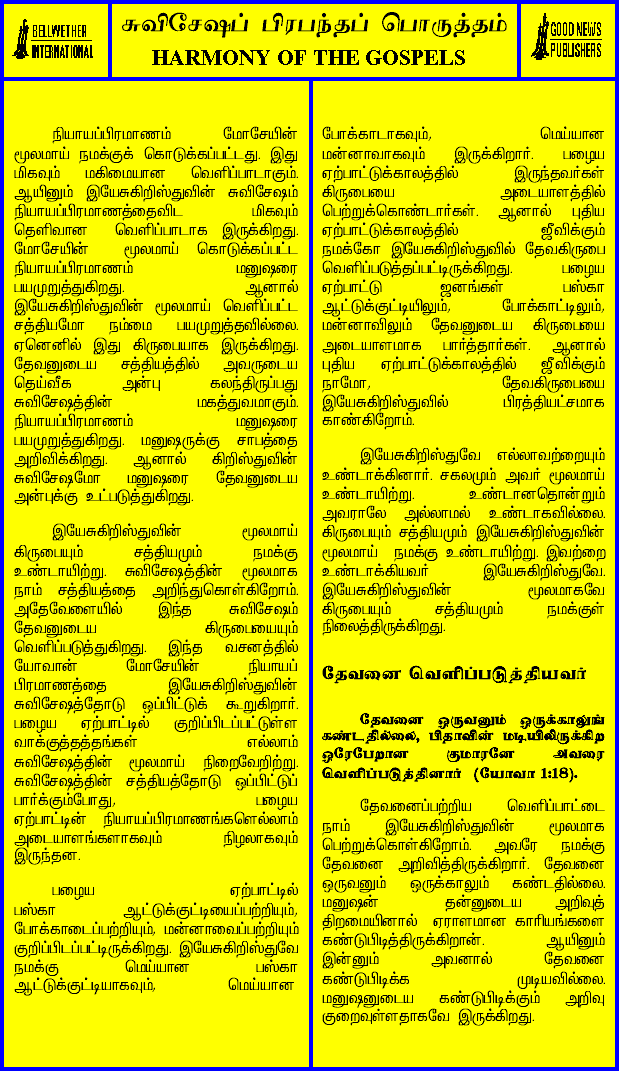 BELLWETHER
INTERNATIONAL
சுவிசேஷப் பிரபந்தப் பொருத்தம்
HARMONY OF THE GOSPELS
GOOD NEWS
PUBLISHERS
நியாயப்பிரமாணம் மோசேயின்
மூலமாய் நமக்குக் கொடுக்கப்பட்டது. இது
மிகவும் மகிமையான வெளிப்பாடாகும்.
ஆயினும் இயேசுகிறிஸ்துவின் சுவிசேஷம்
நியாயப்பிரமாணத்தைவிட மிகவும்
தெளிவான வெளிப்பாடாக இருக்கிறது.
மோசேயின் மூலமாய் கொடுக்கப்பட்ட
நியாயப்பிரமாணம் மனுஷரை
பயமுறுத்துகிறது. ஆனால்
இயேசுகிறிஸ்துவின் மூலமாய் வெளிப்பட்ட
சத்தியமோ நம்மை பயமுறுத்தவில்லை.
ஏனெனில் இது கிருபையாக இருக்கிறது.
தேவனுடைய சத்தியத்தில் அவருடைய
தெய்வீக அன்பு கலந்திருப்பது
சுவிசேஷத்தின் மகத்துவமாகும்.
நியாயப்பிரமாணம் மனுஷரை
பயமுறுத்துகிறது. மனுஷருக்கு சாபத்தை
அறிவிக்கிறது. ஆனால் கிறிஸ்துவின்
சுவிசேஷமோ மனுஷரை தேவனுடைய
அன்புக்கு உட்படுத்துகிறது.
இயேசுகிறிஸ்துவின் மூலமாய்
கிருபையும் சத்தியமும் நமக்கு
உண்டாயிற்று. சுவிசேஷத்தின் மூலமாக
நாம் சத்தியத்தை அறிந்துகொள்கிறோம்.
அதேவேளையில் இந்த சுவிசேஷம்
தேவனுடைய கிருபையையும்
வெளிப்படுத்துகிறது. இந்த வசனத்தில்
யோவான் மோசேயின் நியாயப்
பிரமாணத்தை இயேசுகிறிஸ்துவின்
சுவிசேஷத்தோடு ஒப்பிட்டுக் கூறுகிறார்.
பழைய ஏற்பாட்டில் குறிப்பிடப்பட்டுள்ள
வாக்குத்தத்தங்கள் எல்லாம்
சுவிசேஷத்தின் மூலமாய் நிறைவேறிற்று.
சுவிசேஷத்தின் சத்தியத்தோடு ஒப்பிட்டுப்
பார்க்கும்போது, பழைய
ஏற்பாட்டின் நியாயப்பிரமாணங்களெல்லாம்
அடையாளங்களாகவும் நிழலாகவும்
இருந்தன.
பழைய ஏற்பாட்டில்
பஸ்கா ஆட்டுக்குட்டியைப்பற்றியும்,
போக்காடைப்பற்றியும், மன்னாவைப்பற்றியும்
குறிப்பிடப்பட்டிருக்கிறது. இயேசுகிறிஸ்துவே
நமக்கு மெய்யான பஸ்கா
ஆட்டுக்குட்டியாகவும், மெய்யான
போக்காடாகவும், மெய்யான
மன்னாவாகவும் இருக்கிறார். பழைய
ஏற்பாட்டுக்காலத்தில் இருந்தவர்கள்
கிருபையை அடையாளத்தில்
பெற்றுக்கொண்டார்கள். ஆனால் புதிய
ஏற்பாட்டுக்காலத்தில் ஜீவிக்கும்
நமக்கோ இயேசுகிறிஸ்துவில் தேவகிருபை
வெளிப்படுத்தப்பட்டிருக்கிறது. பழைய
ஏற்பாட்டு ஜனங்கள் பஸ்கா
ஆட்டுக்குட்டியிலும், போக்காட்டிலும்,
மன்னாவிலும் தேவனுடைய கிருபையை
அடையாளமாக பார்த்தார்கள். ஆனால்
புதிய ஏற்பாட்டுக்காலத்தில் ஜீவிக்கும்
நாமோ, தேவகிருபையை
இயேசுகிறிஸ்துவில் பிரத்தியட்சமாக
காண்கிறோம்.
இயேசுகிறிஸ்துவே எல்லாவற்றையும்
உண்டாக்கினார். சகலமும் அவர் மூலமாய்
உண்டாயிற்று. உண்டானதொன்றும்
அவராலே அல்லாமல் உண்டாகவில்லை.
கிருபையும் சத்தியமும் இயேசுகிறிஸ்துவின்
மூலமாய் நமக்கு உண்டாயிற்று. இவற்றை
உண்டாக்கியவர் இயேசுகிறிஸ்துவே.
இயேசுகிறிஸ்துவின் மூலமாகவே
கிருபையும் சத்தியமும் நமக்குள்
நிலைத்திருக்கிறது.
தேவனை வெளிப்படுத்தியவர்
தேவனை ஒருவனும் ஒருக்காலுங்
கண்டதில்லை, பிதாவின் மடியிலிருக்கிற
ஒரேபேறான குமாரனே அவரை
வெளிப்படுத்தினார் (யோவா 1:18).
தேவனைப்பற்றிய வெளிப்பாட்டை
நாம் இயேசுகிறிஸ்துவின் மூலமாக
பெற்றுக்கொள்கிறோம். அவரே நமக்கு
தேவனை அறிவித்திருக்கிறார். தேவனை
ஒருவனும் ஒருக்காலும் கண்டதில்லை.
மனுஷன் தன்னுடைய அறிவுத்
திறமையினால் ஏராளமான காரியங்களை
கண்டுபிடித்திருக்கிறான். ஆயினும்
இன்னும் அவனால் தேவனை
கண்டுபிடிக்க முடியவில்லை.
மனுஷனுடைய கண்டுபிடிக்கும் அறிவு
குறைவுள்ளதாகவே இருக்கிறது.